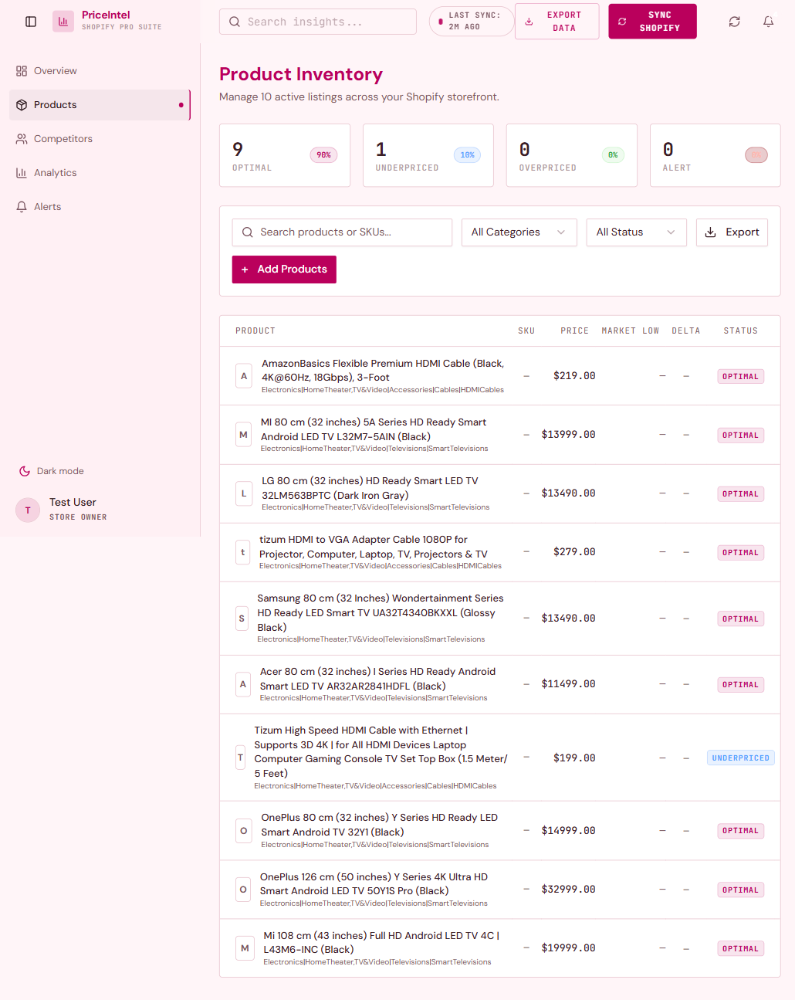 PriceIntel
SHOPIFY PRO SUITE
Search insights...
LAST SYNC:
2M AGO
EXPORT
DATA
SYNC
SHOPIFY
Overview
Products
Competitors
Analytics
Alerts
Dark mode
T
Test User
STORE OWNER
Product Inventory
Manage 10 active listings across your Shopify storefront.
9
OPTIMAL
90%
1
UNDERPRICED
10%
0
OVERPRICED
0%
0
ALERT
0%
Search products or SKUs...
All Categories
All Status
Export
+ Add Products
PRODUCT SKU PRICE MARKET LOW DELTA STATUS
A
AmazonBasics Flexible Premium HDMI Cable (Black,
4K@60Hz, 18Gbps), 3-Foot
Electronics|HomeTheater,TV&Video|Accessories|Cables|HDMICables
— $219.00 — — OPTIMAL
M
MI 80 cm (32 inches) 5A Series HD Ready Smart
Android LED TV L32M7-5AIN (Black)
Electronics|HomeTheater,TV&Video|Televisions|SmartTelevisions
— $13999.00 — — OPTIMAL
L
LG 80 cm (32 inches) HD Ready Smart LED TV
32LM563BPTC (Dark Iron Gray)
Electronics|HomeTheater,TV&Video|Televisions|SmartTelevisions
— $13490.00 — — OPTIMAL
t
tizum HDMI to VGA Adapter Cable 1080P for
Projector, Computer, Laptop, TV, Projectors & TV
Electronics|HomeTheater,TV&Video|Accessories|Cables|HDMICables
— $279.00 — — OPTIMAL
S
Samsung 80 cm (32 Inches) Wondertainment Series
HD Ready LED Smart TV UA32T4340BKXXL (Glossy
Black)
Electronics|HomeTheater,TV&Video|Televisions|SmartTelevisions
— $13490.00 — — OPTIMAL
A
Acer 80 cm (32 inches) I Series HD Ready Android
Smart LED TV AR32AR2841HDFL (Black)
Electronics|HomeTheater,TV&Video|Televisions|SmartTelevisions
— $11499.00 — — OPTIMAL
T
Tizum High Speed HDMI Cable with Ethernet |
Supports 3D 4K | for All HDMI Devices Laptop
Computer Gaming Console TV Set Top Box (1.5 Meter/
5 Feet)
Electronics|HomeTheater,TV&Video|Accessories|Cables|HDMICables
— $199.00 — — UNDERPRICED
O
OnePlus 80 cm (32 inches) Y Series HD Ready LED
Smart Android TV 32Y1 (Black)
Electronics|HomeTheater,TV&Video|Televisions|SmartTelevisions
— $14999.00 — — OPTIMAL
O
OnePlus 126 cm (50 inches) Y Series 4K Ultra HD
Smart Android LED TV 50Y1S Pro (Black)
Electronics|HomeTheater,TV&Video|Televisions|SmartTelevisions
— $32999.00 — — OPTIMAL
M
Mi 108 cm (43 inches) Full HD Android LED TV 4C |
L43M6-INC (Black)
Electronics|HomeTheater,TV&Video|Televisions|SmartTelevisions
— $19999.00 — — OPTIMAL